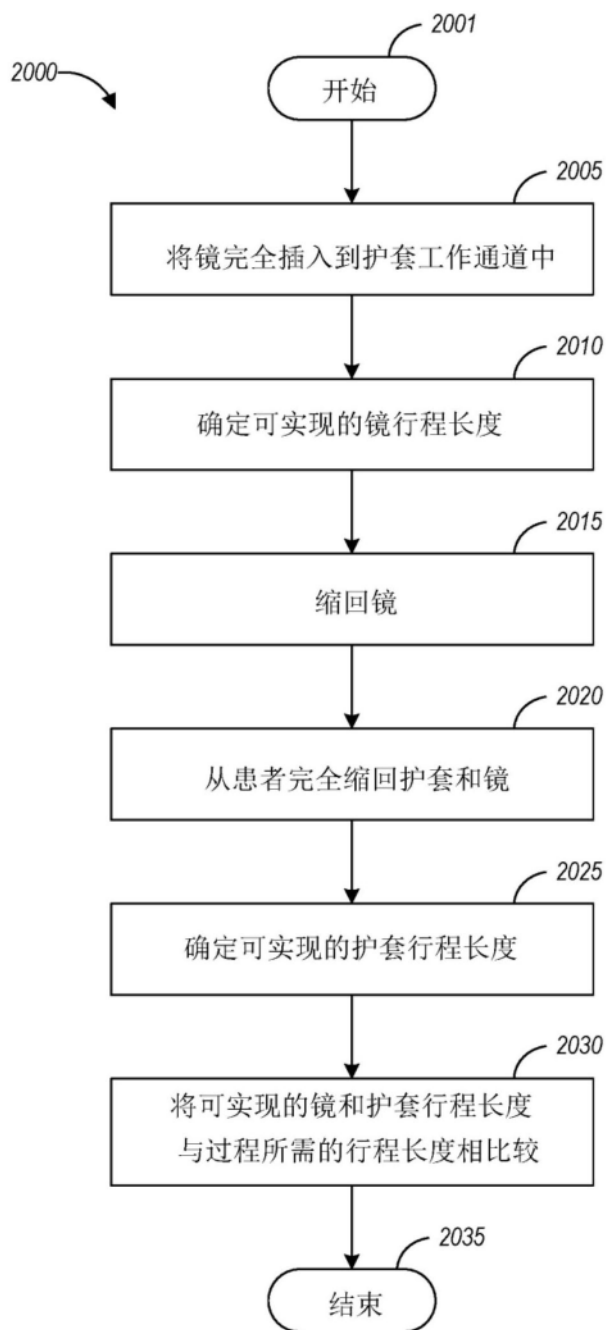 2001
2000
开始
2005
将镜完全插入到护套工作通道中
2010
确定可实现的镜行程长度
2015
缩回镜
2020
从患者完全缩回护套和镜
2025
确定可实现的护套行程长度
2030
将可实现的镜和护套行程长度
与过程所需的行程长度相比较
2035
结束